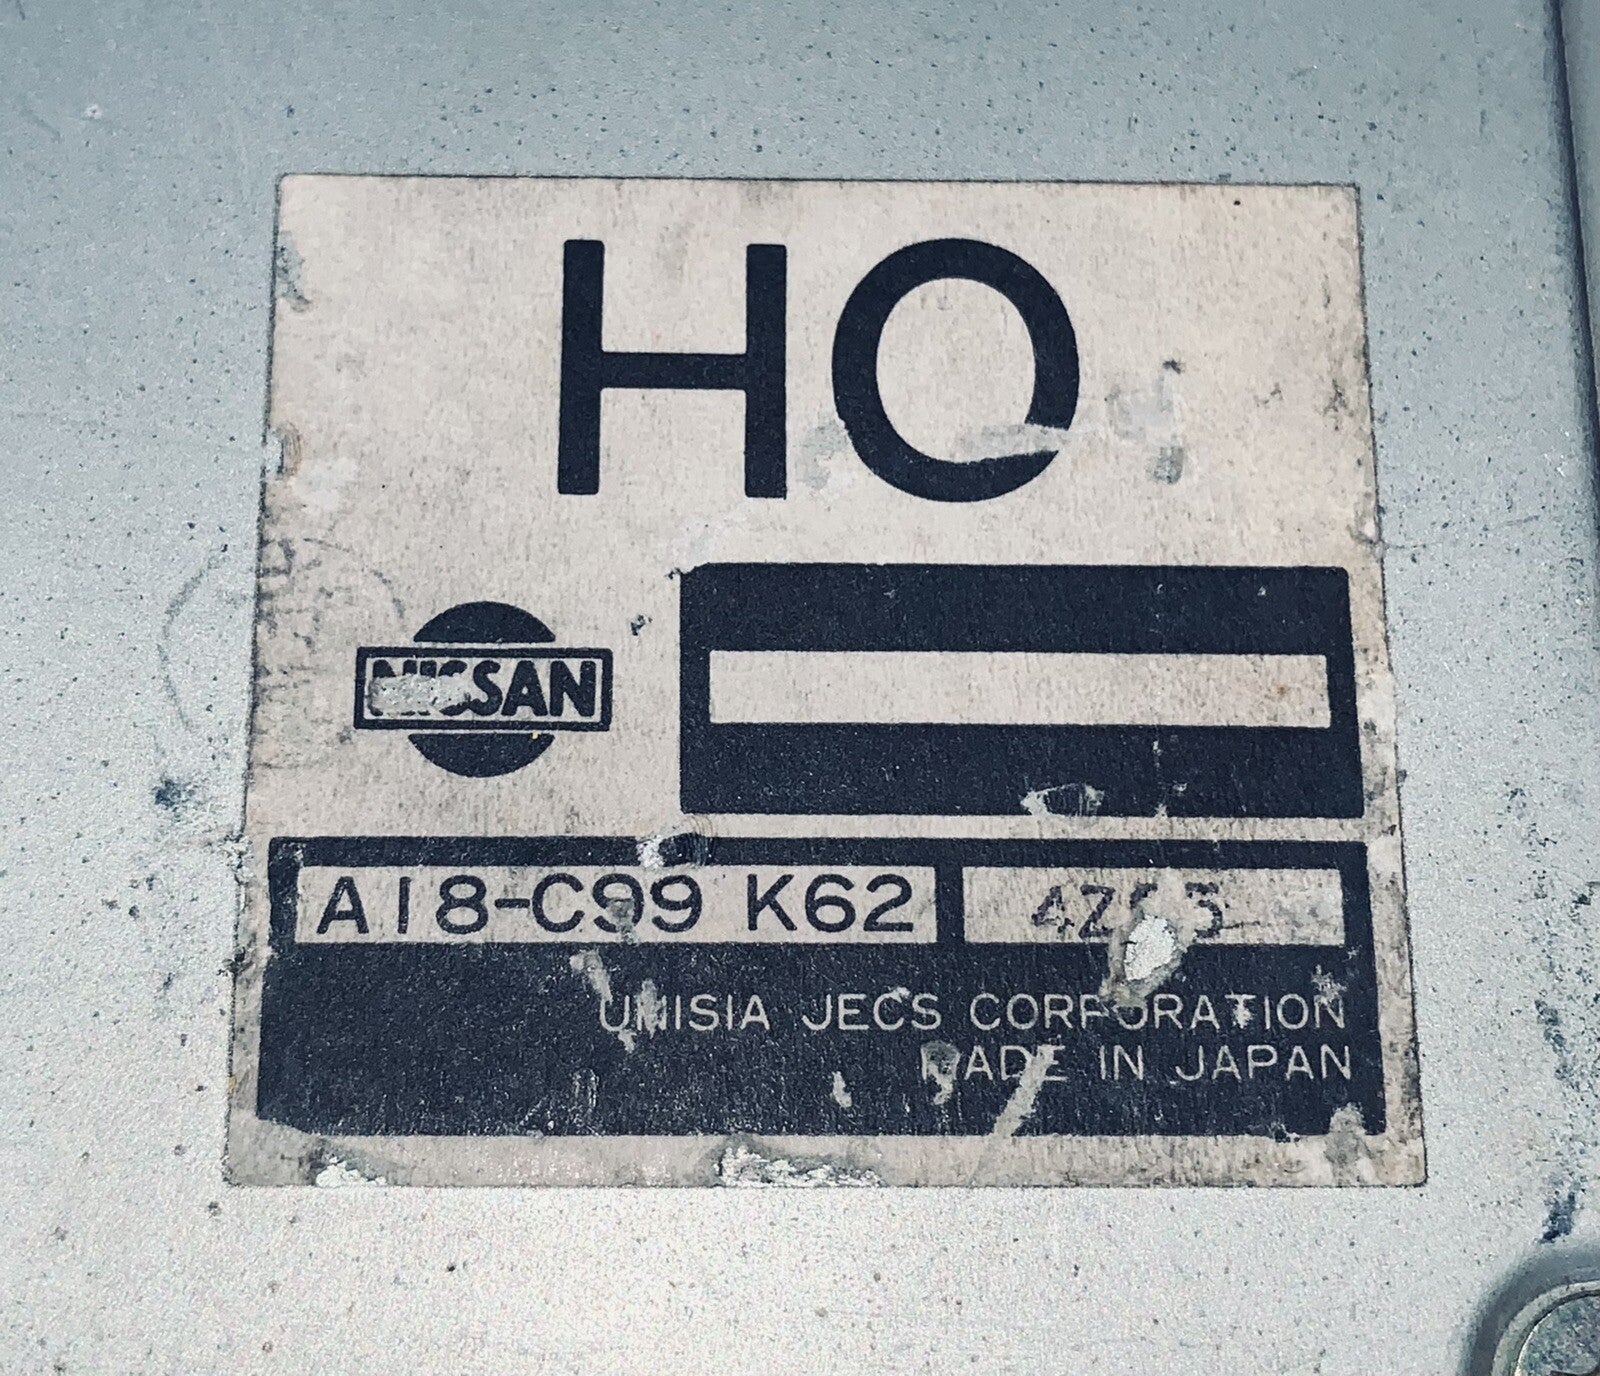 HO
NISSAN
A18-C99 K62
UNISIA JECS CORPORATION
MADE IN JAPAN